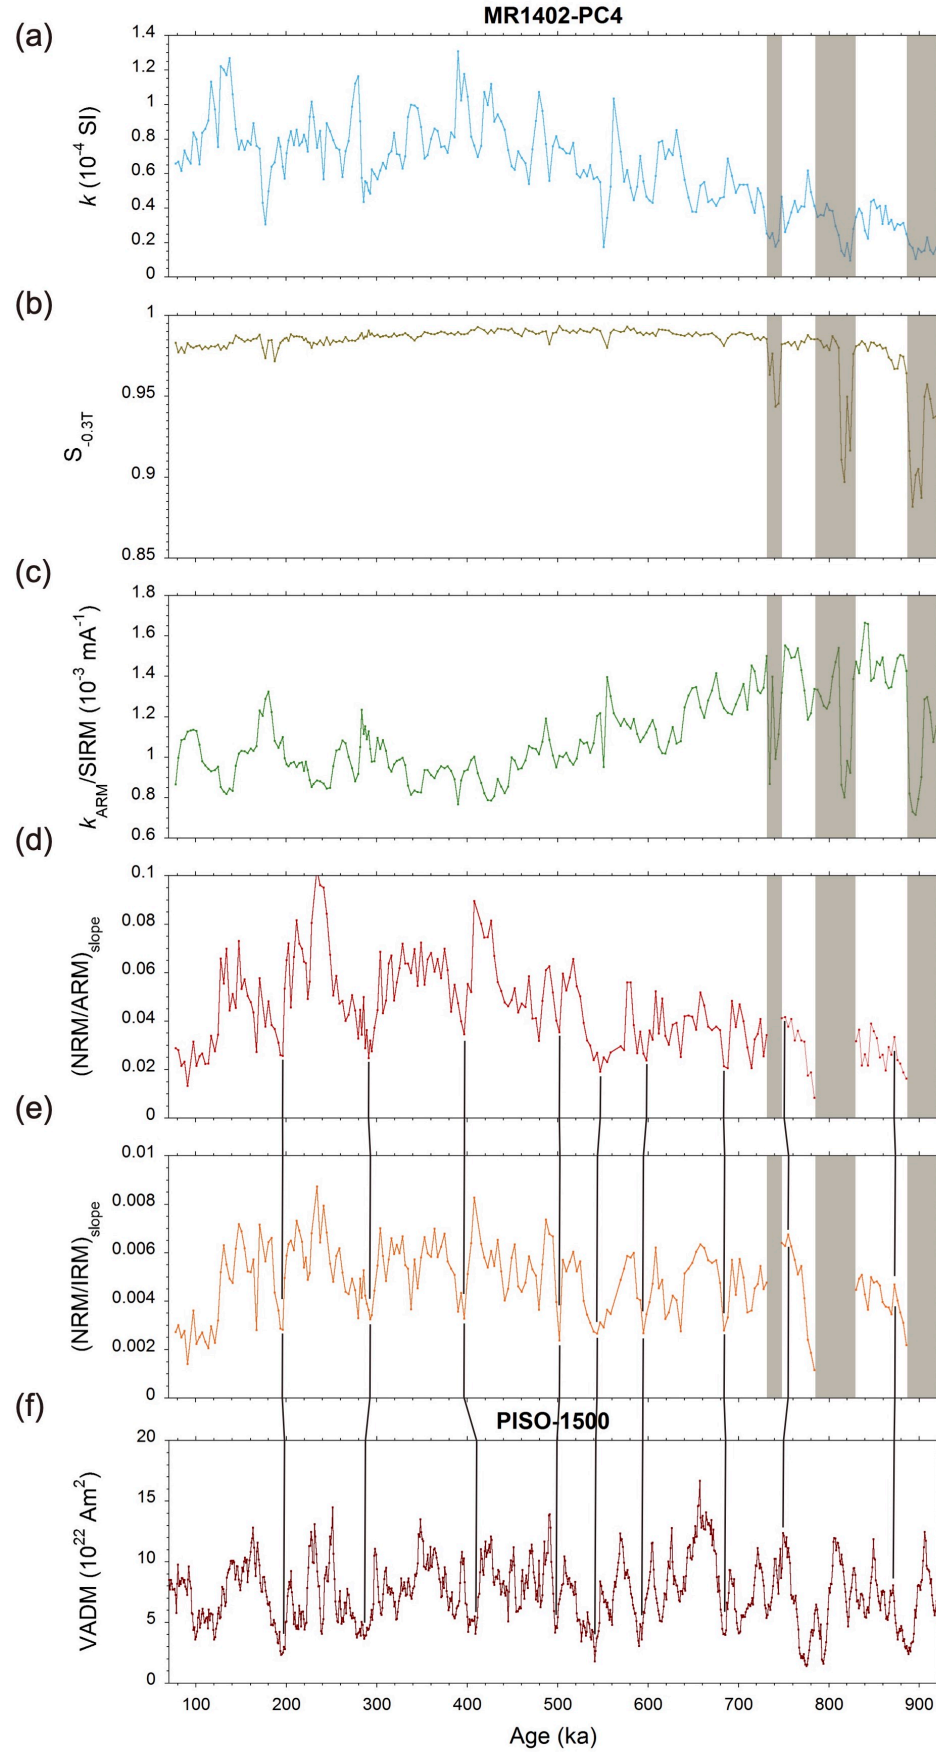 MR1402-PC4
(a)
1.4
1.2
1
0.8
0.6
0.4
0.2
0
k (10⁻⁴ SI)
(b)
1
0.95
0.9
0.85
S₋₀.₃T
(c)
1.8
1.6
1.4
1.2
1
0.8
0.6
k_ARM/SIRM (10⁻³ mA⁻¹)
(d)
0.1
0.08
0.06
0.04
0.02
0
(NRM/ARM)slope
(e)
0.01
0.008
0.006
0.004
0.002
0
(NRM/IRM)slope
(f)
PISO-1500
20
15
10
5
0
VADM (10²² Am²)
100 200 300 400 500 600 700 800 900
Age (ka)